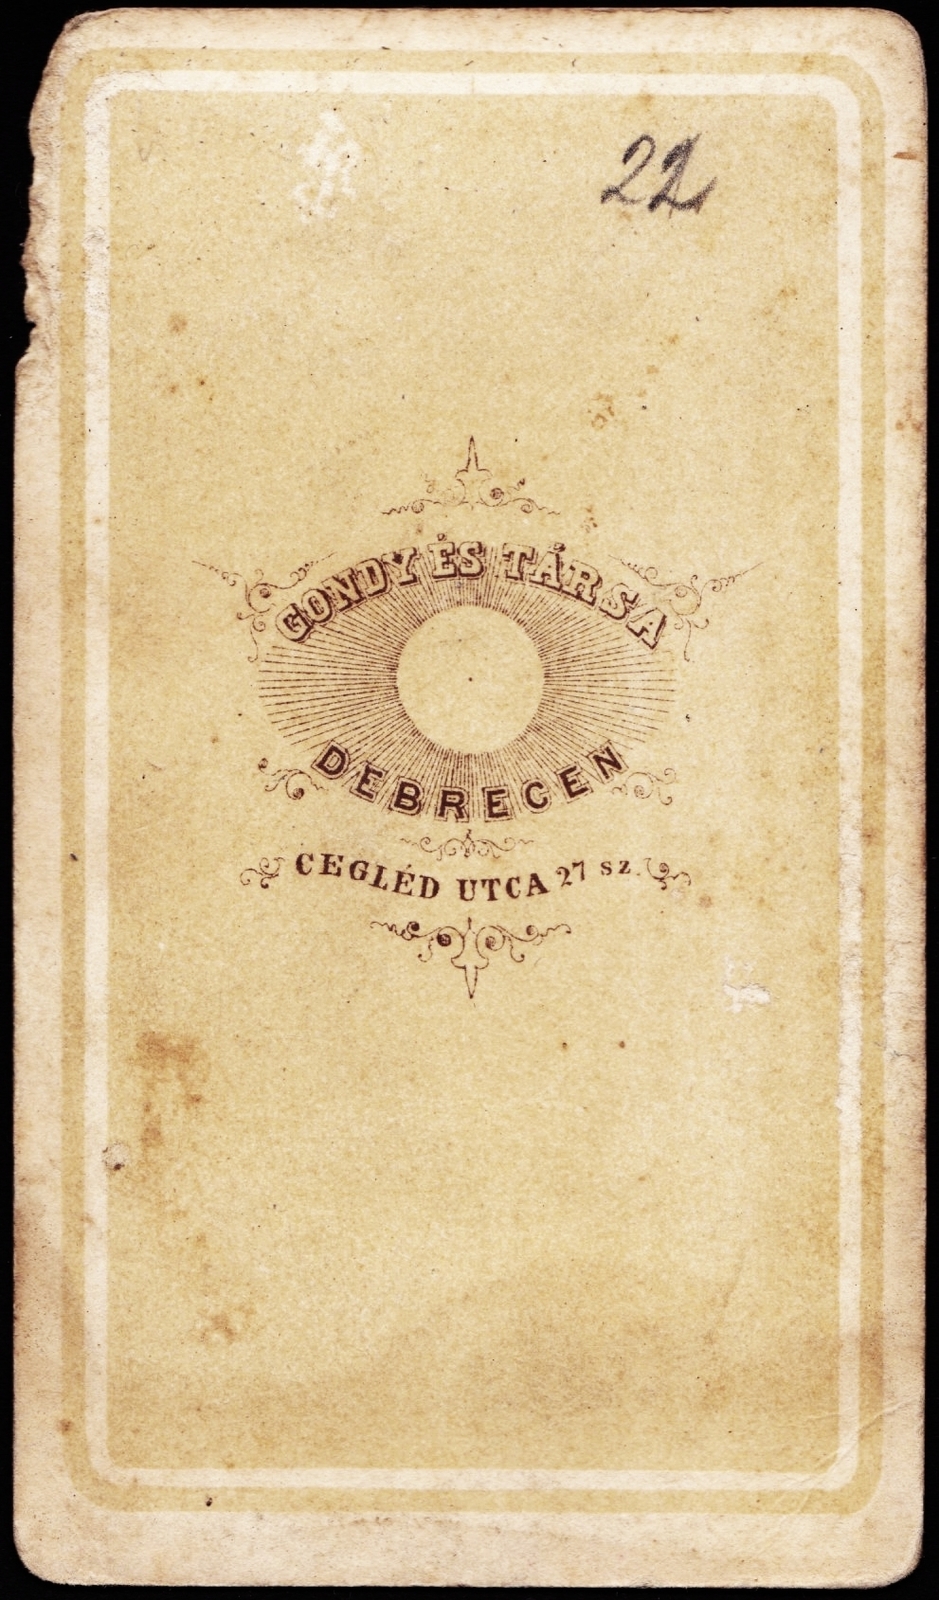 22
GONDY ÉS TÁRSA
DEBRECEN
CEGLÉD UTCA 27 SZ.